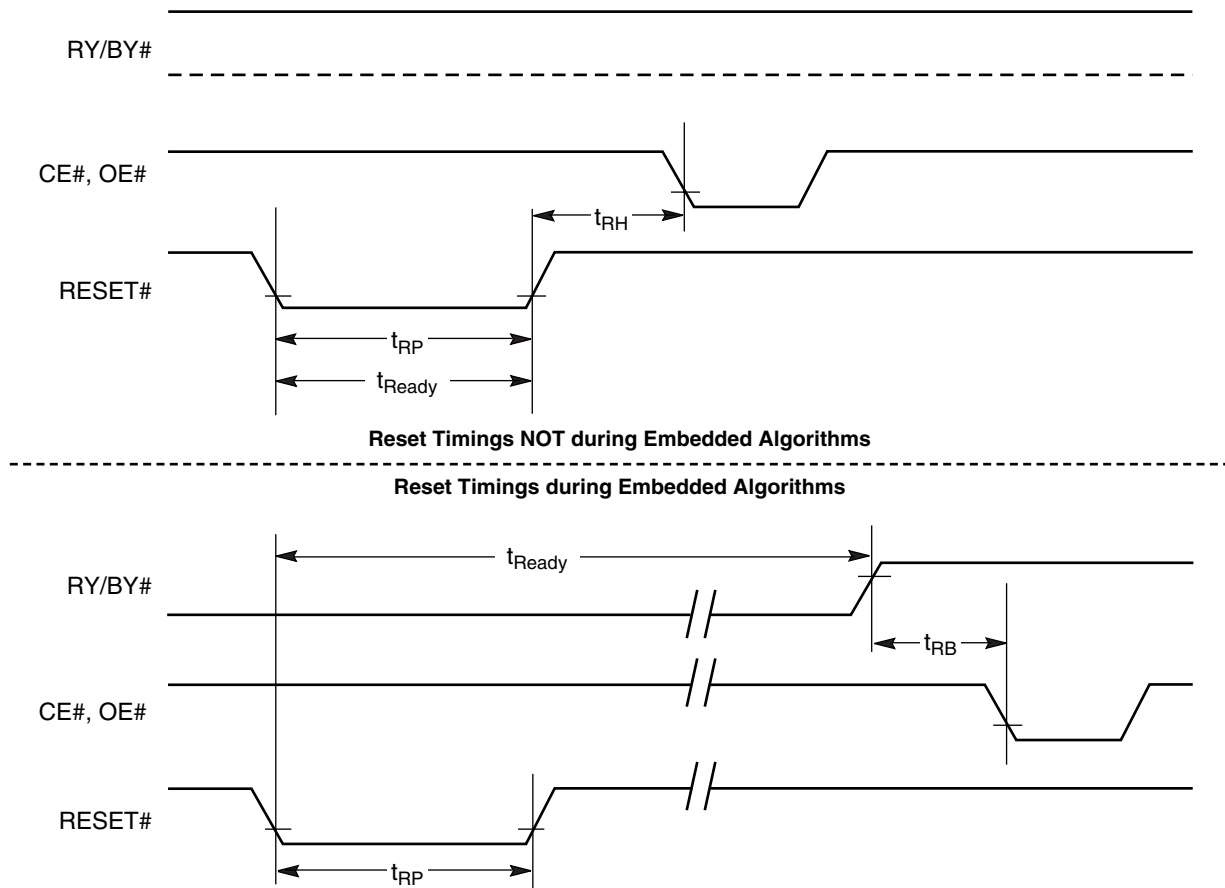 RY/BY#
CE#, OE#
tRH
RESET#
tRP
tReady
Reset Timings NOT during Embedded Algorithms
Reset Timings during Embedded Algorithms
tReady
RY/BY#
tRB
CE#, OE#
RESET#
tRP